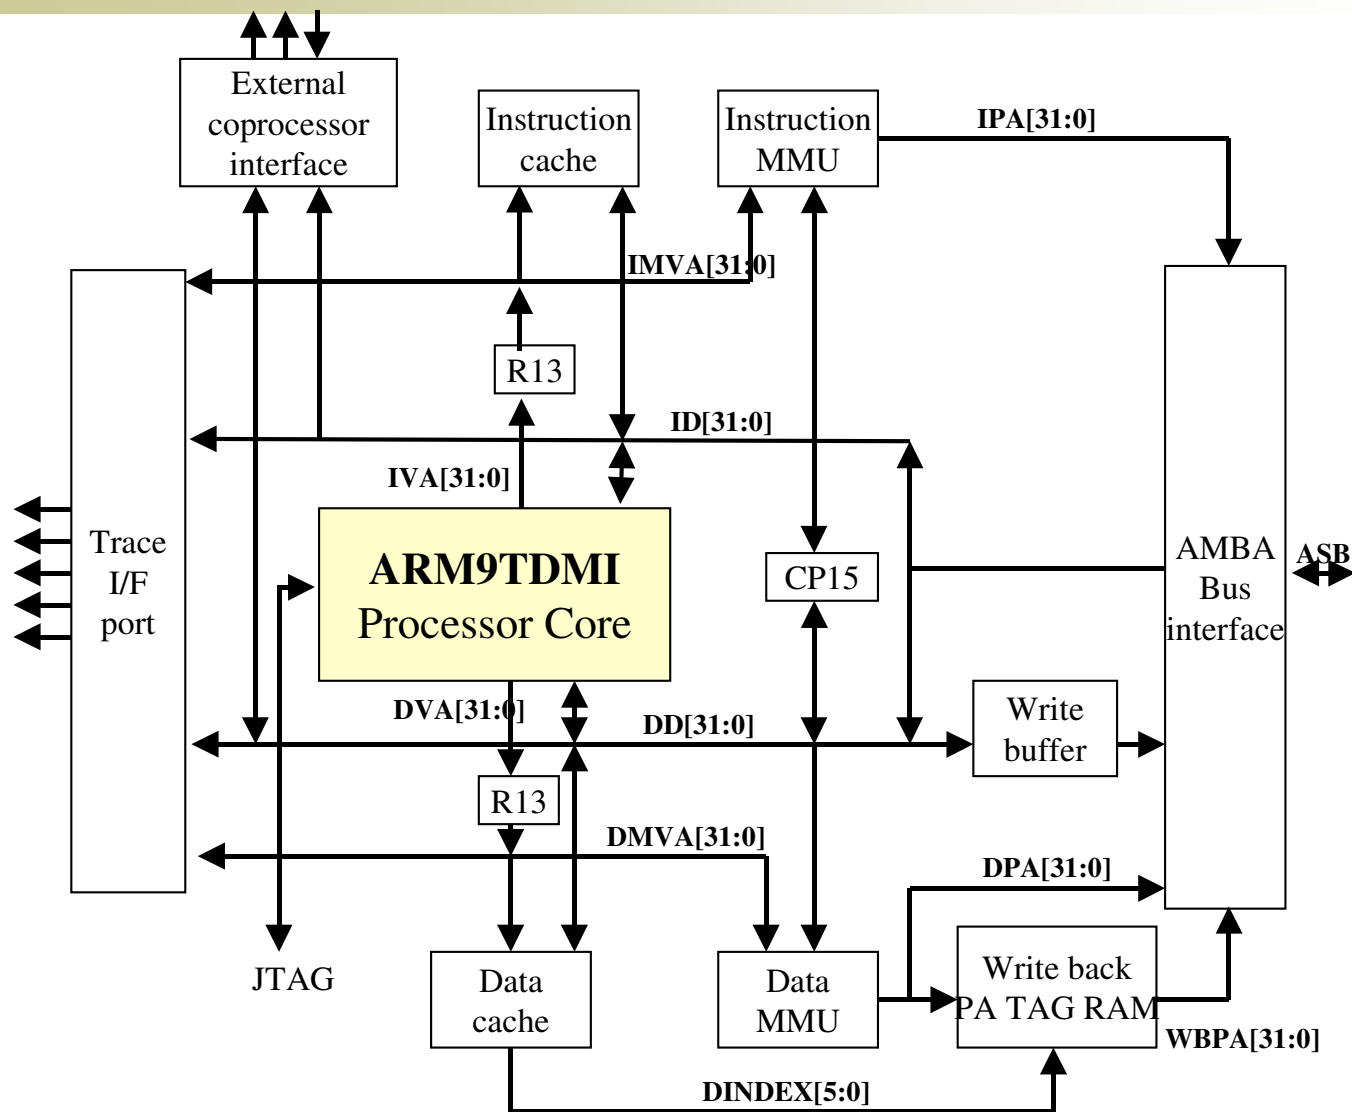 External
coprocessor
interface
Instruction
cache
Instruction
MMU
IPA[31:0]
IMVA[31:0]
R13
ID[31:0]
IVA[31:0]
Trace
I/F
port
ARM9TDMI
Processor Core
CP15
AMBA
Bus
interface
ASB
DVA[31:0]
DD[31:0]
Write
buffer
R13
DMVA[31:0]
DPA[31:0]
JTAG
Data
cache
Data
MMU
Write back
PA TAG RAM
WBPA[31:0]
DINDEX[5:0]